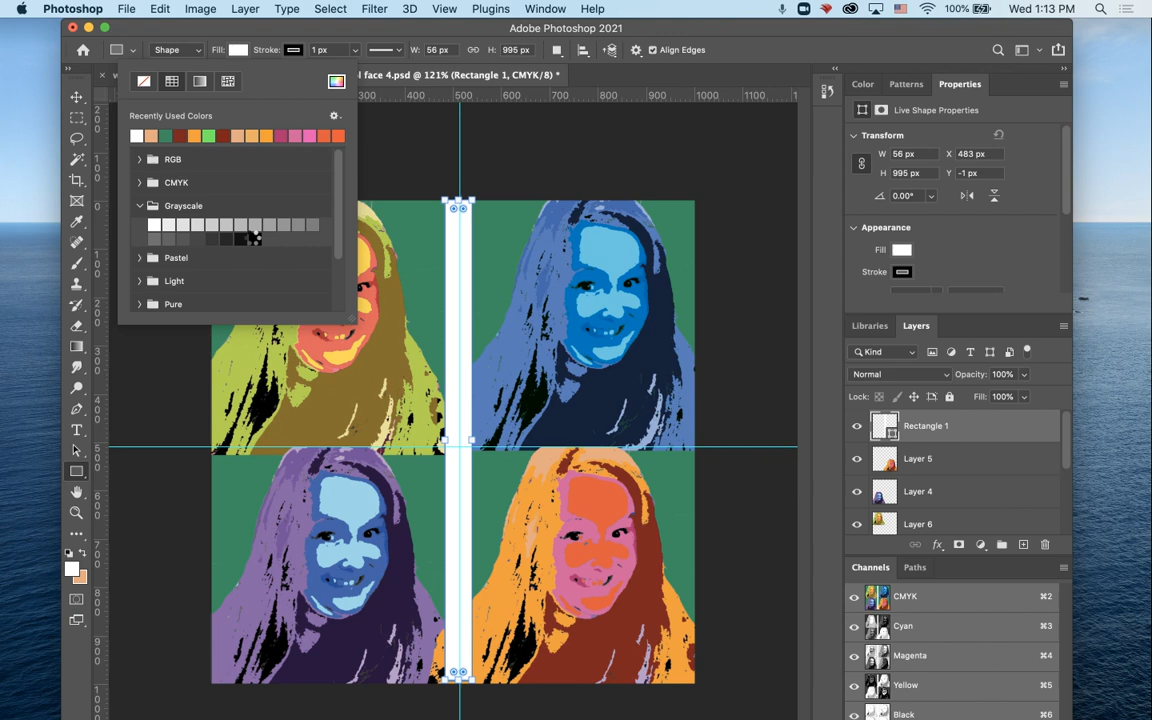 Photoshop File Edit Image Layer Type Select Filter 3D View Plugins Window Help 100% Wed 1:13 PM
Adobe Photoshop 2021
Shape Fill: Stroke: 1 px W: 56 px H: 995 px Align Edges
l face 4.psd @ 121% (Rectangle 1, CMYK/8) *
300 400 500 600 700 800 900 1000
Recently Used Colors
RGB
CMYK
Grayscale
Pastel
Light
Pure
Color Patterns Properties
Live Shape Properties
Transform
W 56 px X 483 px
H 995 px Y -1 px
0.00°
Appearance
Fill
Stroke
Libraries Layers
Kind
Normal Opacity: 100%
Lock: Fill: 100%
Rectangle 1
Layer 5
Layer 4
Layer 6
Channels Paths
CMYK ⌘2
Cyan ⌘3
Magenta ⌘4
Yellow ⌘5
Black ⌘6